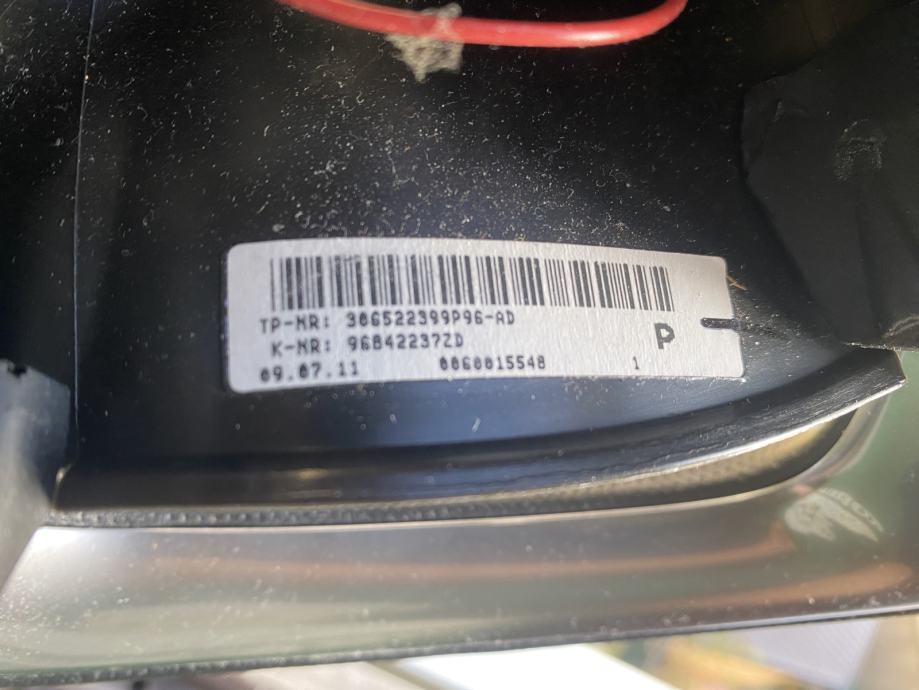 TP-NR: 306522399P96-AD
K-NR: 96842237ZD
P
09.07.11 0060015548 1